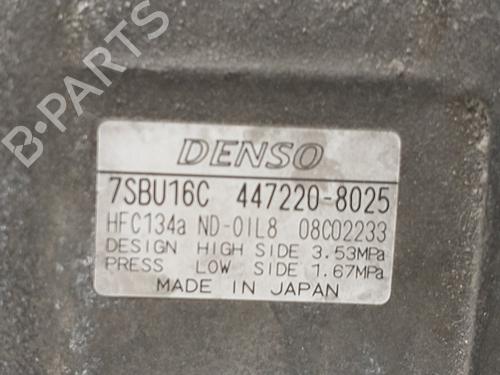 B·PARTS
DENSO
7SBU16C 447220-8025
HFC134a ND-OIL8 08C02233
DESIGN HIGH SIDE 3.53MPa
PRESS LOW SIDE 1.67MPa
MADE IN JAPAN